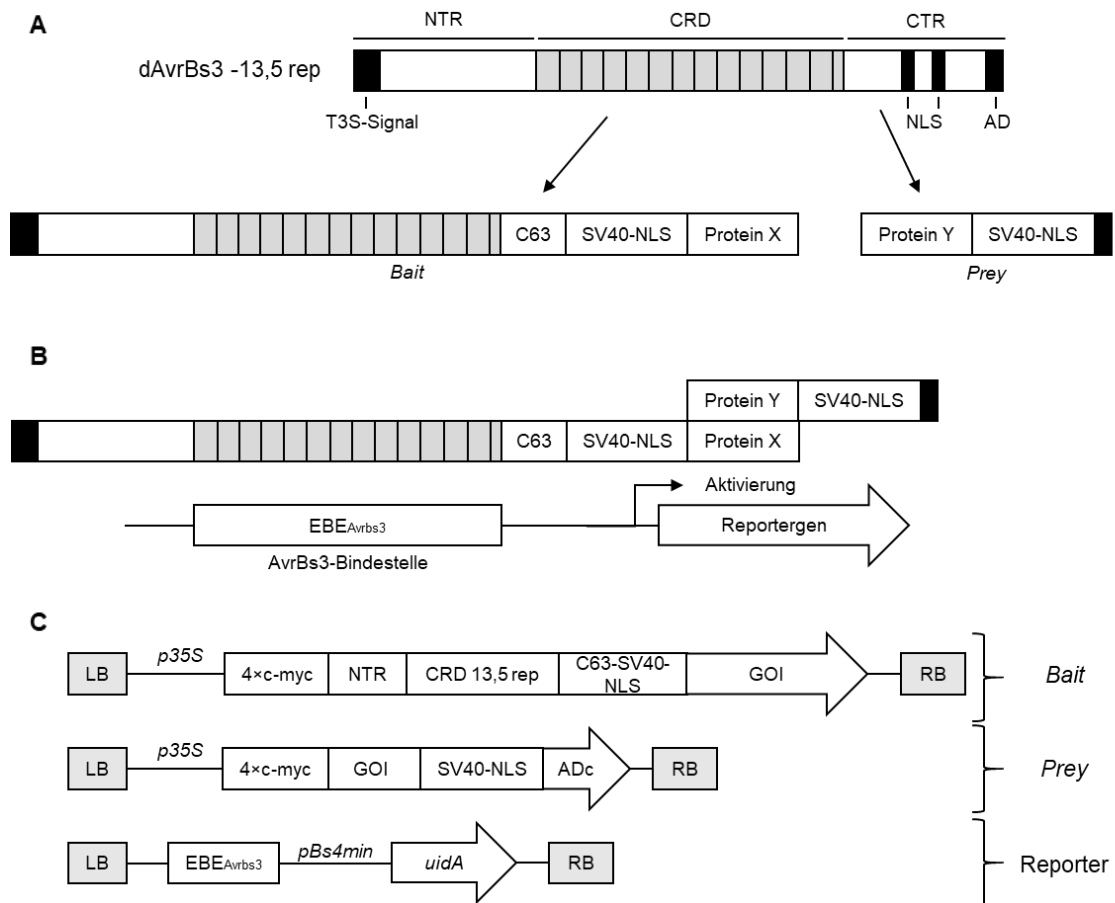 A
NTR CRD CTR
dAvrBs3 -13,5 rep
T3S-Signal NLS AD
C63 SV40-NLS Protein X Protein Y SV40-NLS
Bait Prey
B
Protein Y SV40-NLS
C63 SV40-NLS Protein X
Aktivierung
EBEAvrbs3 Reportergen
AvrBs3-Bindestelle
C
LB p35S 4×c-myc NTR CRD 13,5 rep C63-SV40-
NLS GOI RB Bait
LB p35S 4×c-myc GOI SV40-NLS ADc RB Prey
LB EBEAvrbs3 pBs4min uidA RB Reporter